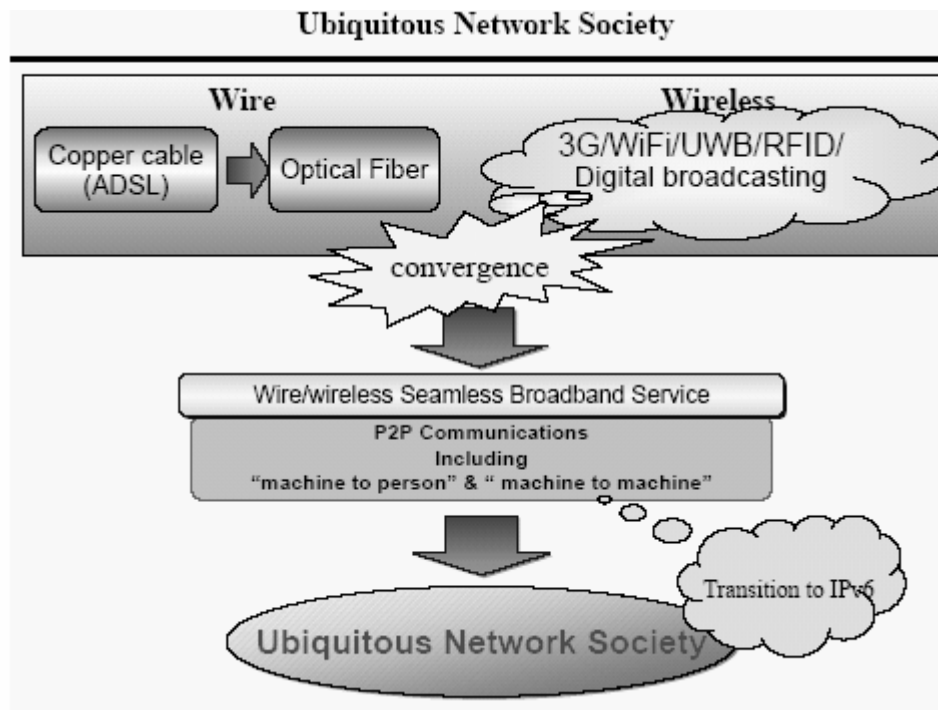 Ubiquitous Network Society
Wire
Wireless
Copper cable
(ADSL)
Optical Fiber
3G/WiFi/UWB/RFID/
Digital broadcasting
convergence
Wire/wireless Seamless Broadband Service
P2P Communications
Including
“machine to person” & “ machine to machine”
Transition to IPv6
Ubiquitous Network Society